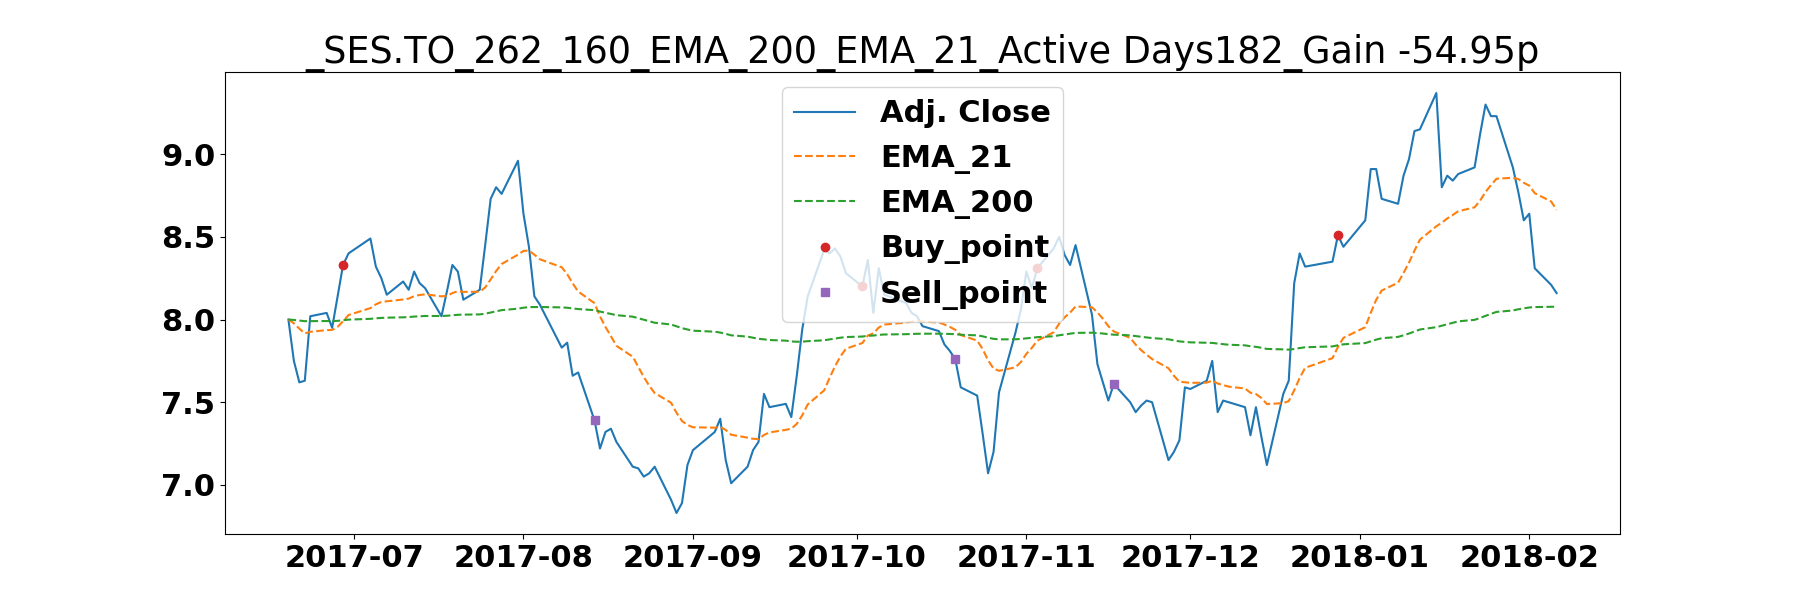 _SES.TO_262_160_EMA_200_EMA_21_Active Days182_Gain -54.95p
Adj. Close
EMA_21
EMA_200
Buy_point
Sell_point
9.0
8.5
8.0
7.5
7.0
2017-07 2017-08 2017-09 2017-10 2017-11 2017-12 2018-01 2018-02